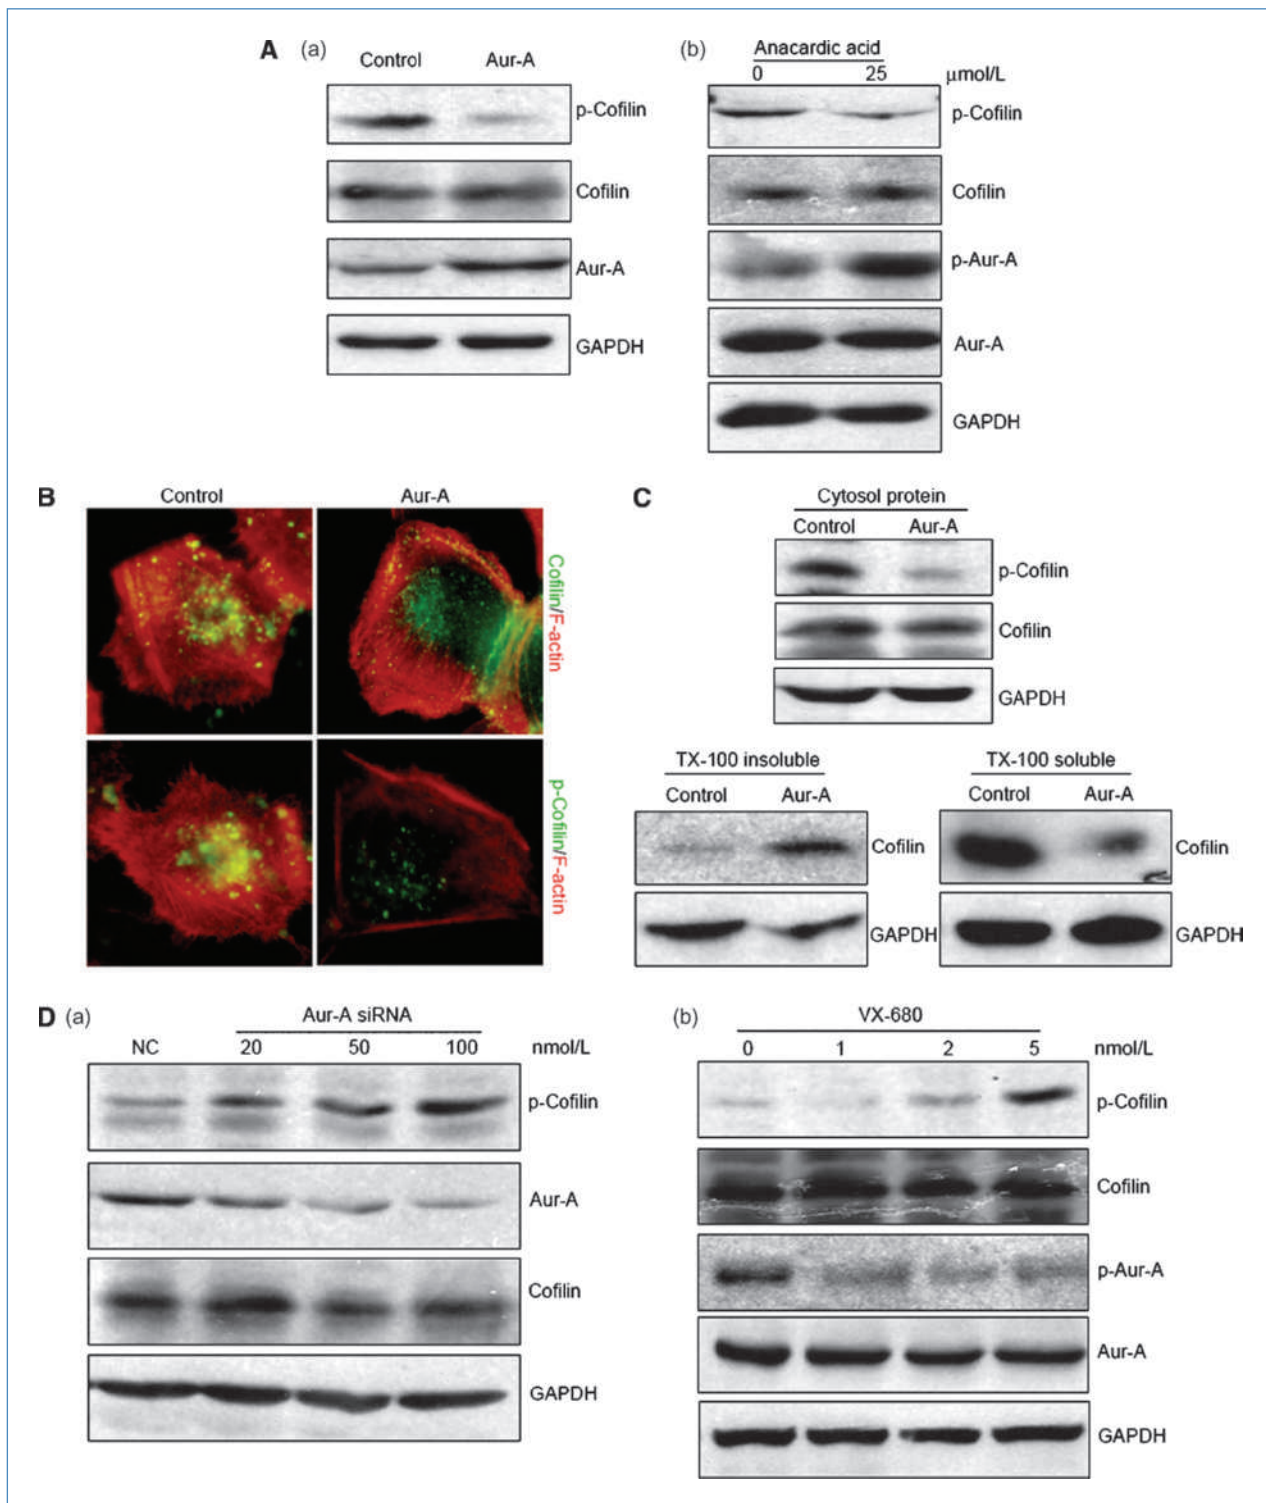 A (a)
Control Aur-A
p-Cofilin
Cofilin
Aur-A
GAPDH
(b)
Anacardic acid
0 25 μmol/L
p-Cofilin
Cofilin
p-Aur-A
Aur-A
GAPDH
B
Control Aur-A
Cofilin/F-actin
p-Cofilin/F-actin
C
Cytosol protein
Control Aur-A
p-Cofilin
Cofilin
GAPDH
TX-100 insoluble
Control Aur-A
Cofilin
GAPDH
TX-100 soluble
Control Aur-A
Cofilin
GAPDH
D (a)
Aur-A siRNA
NC 20 50 100 nmol/L
p-Cofilin
Aur-A
Cofilin
GAPDH
(b)
VX-680
0 1 2 5 nmol/L
p-Cofilin
Cofilin
p-Aur-A
Aur-A
GAPDH